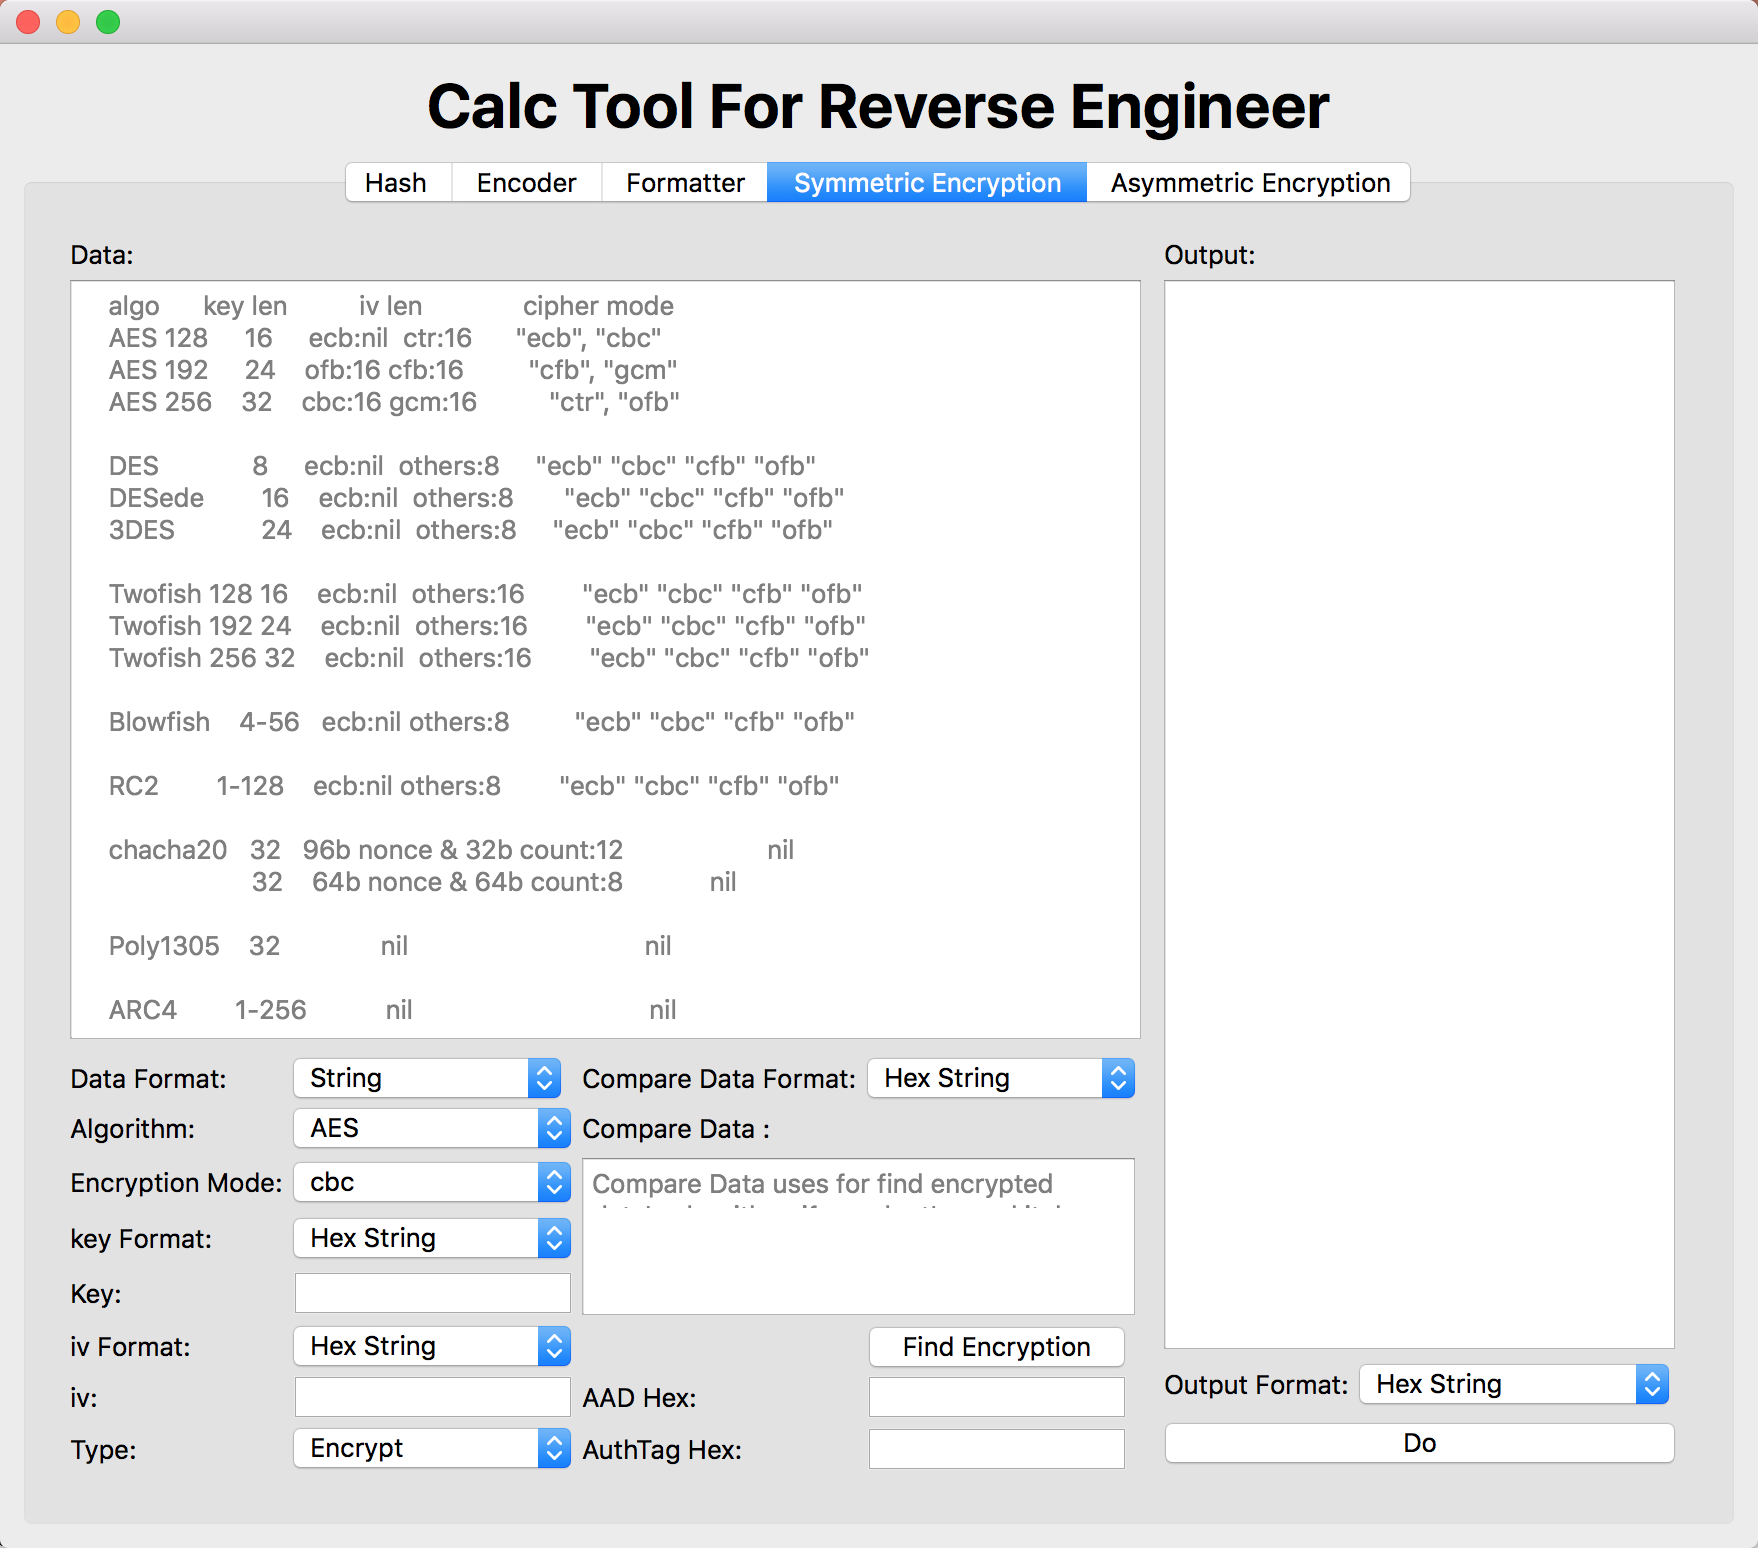 Calc Tool For Reverse Engineer
Hash Encoder Formatter Symmetric Encryption Asymmetric Encryption
Data:
algo key len iv len cipher mode
AES 128 16 ecb:nil ctr:16 "ecb", "cbc"
AES 192 24 ofb:16 cfb:16 "cfb", "gcm"
AES 256 32 cbc:16 gcm:16 "ctr", "ofb"
DES 8 ecb:nil others:8 "ecb" "cbc" "cfb" "ofb"
DESede 16 ecb:nil others:8 "ecb" "cbc" "cfb" "ofb"
3DES 24 ecb:nil others:8 "ecb" "cbc" "cfb" "ofb"
Twofish 128 16 ecb:nil others:16 "ecb" "cbc" "cfb" "ofb"
Twofish 192 24 ecb:nil others:16 "ecb" "cbc" "cfb" "ofb"
Twofish 256 32 ecb:nil others:16 "ecb" "cbc" "cfb" "ofb"
Blowfish 4-56 ecb:nil others:8 "ecb" "cbc" "cfb" "ofb"
RC2 1-128 ecb:nil others:8 "ecb" "cbc" "cfb" "ofb"
chacha20 32 96b nonce & 32b count:12 nil
32 64b nonce & 64b count:8 nil
Poly1305 32 nil nil
ARC4 1-256 nil nil
Data Format: String
Algorithm: AES
Encryption Mode: cbc
key Format: Hex String
Key:
iv Format: Hex String
iv:
Type: Encrypt
Compare Data Format: Hex String
Compare Data :
Compare Data uses for find encrypted
Find Encryption
AAD Hex:
AuthTag Hex:
Output:
Output Format: Hex String
Do